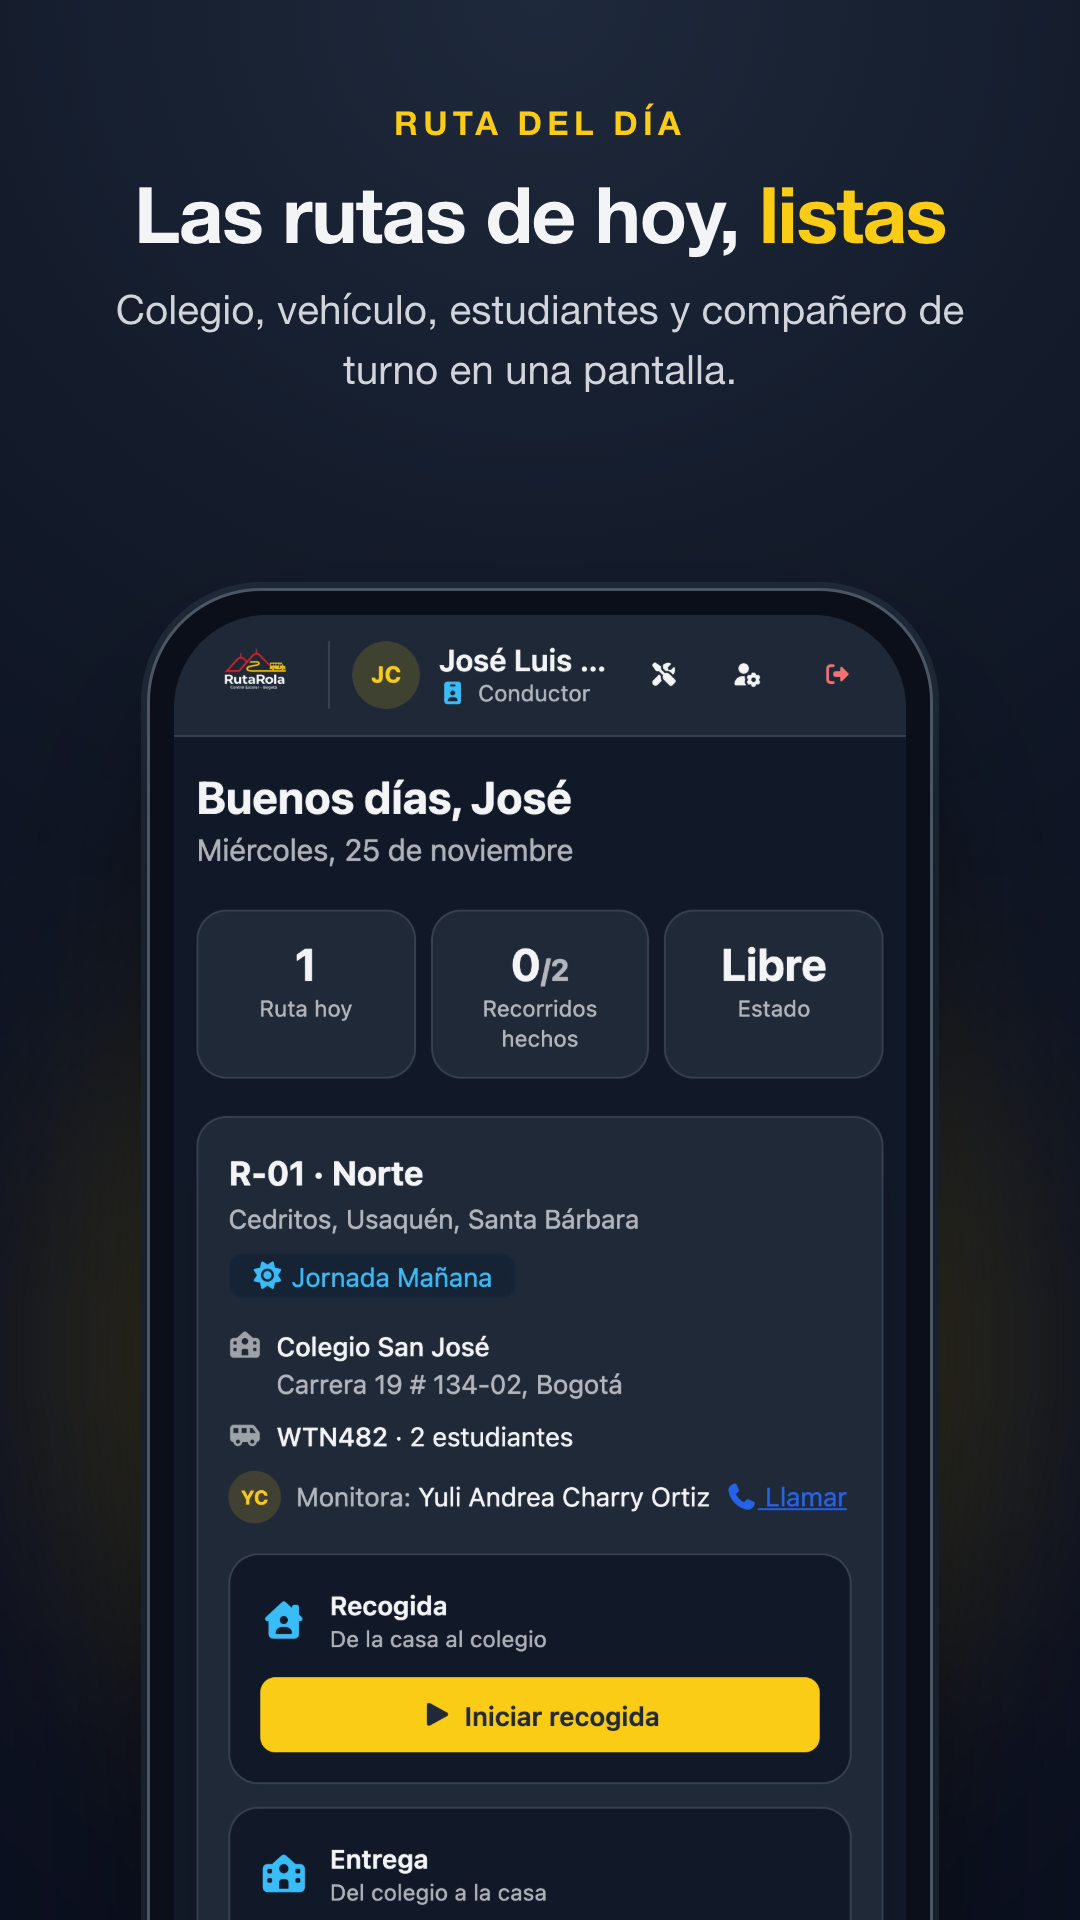 RUTA DEL DÍA
Las rutas de hoy, listas
Colegio, vehículo, estudiantes y compañero de
turno en una pantalla.
RutaRola
JC
José Luis ...
Conductor
Buenos días, José
Miércoles, 25 de noviembre
1
Ruta hoy
0/2
Recorridos
hechos
Libre
Estado
R-01 · Norte
Cedritos, Usaquén, Santa Bárbara
Jornada Mañana
Colegio San José
Carrera 19 # 134-02, Bogotá
WTN482 · 2 estudiantes
YC
Monitora: Yuli Andrea Charry Ortiz
Llamar
Recogida
De la casa al colegio
Iniciar recogida
Entrega
Del colegio a la casa